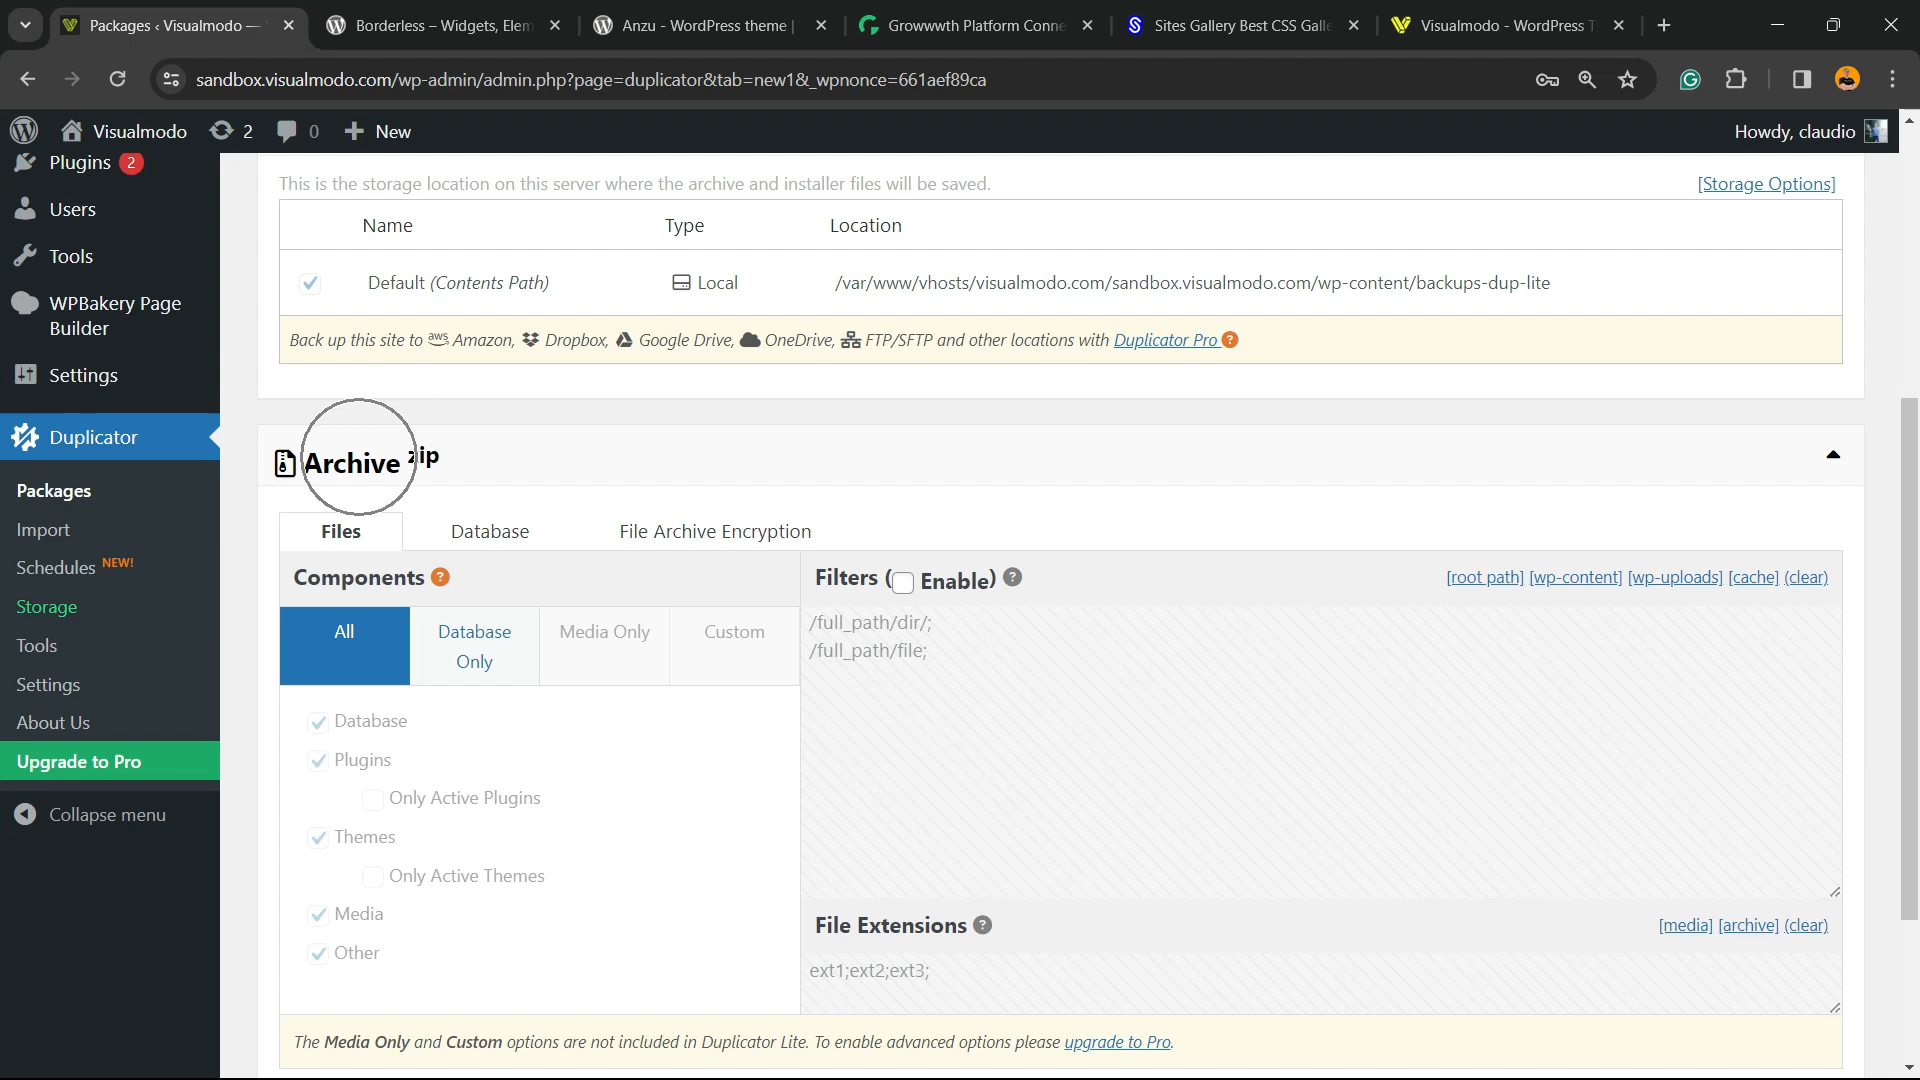 Packages ‹ Visualmodo —
Borderless – Widgets, Elem
Anzu - WordPress theme |
Growwwth Platform Conne
Sites Gallery Best CSS Galle
Visualmodo - WordPress T
sandbox.visualmodo.com/wp-admin/admin.php?page=duplicator&tab=new1&_wpnonce=661aef89ca
Visualmodo 2 0 New
Howdy, claudio
Plugins 2
Users
Tools
WPBakery Page
Builder
Settings
Duplicator
Packages
Import
Schedules NEW!
Storage
Tools
Settings
About Us
Upgrade to Pro
Collapse menu
This is the storage location on this server where the archive and installer files will be saved.
[Storage Options]
Name Type Location
Default (Contents Path) Local /var/www/vhosts/visualmodo.com/sandbox.visualmodo.com/wp-content/backups-dup-lite
Back up this site to aws Amazon, Dropbox, Google Drive, OneDrive, FTP/SFTP and other locations with Duplicator Pro ?
Archive zip
Files Database File Archive Encryption
Components ?
All
Database
Only
Media Only
Custom
Database
Plugins
Only Active Plugins
Themes
Only Active Themes
Media
Other
Filters ( Enable) ?
[root path] [wp-content] [wp-uploads] [cache] (clear)
/full_path/dir/;
/full_path/file;
File Extensions ?
[media] [archive] (clear)
ext1;ext2;ext3;
The Media Only and Custom options are not included in Duplicator Lite. To enable advanced options please upgrade to Pro.